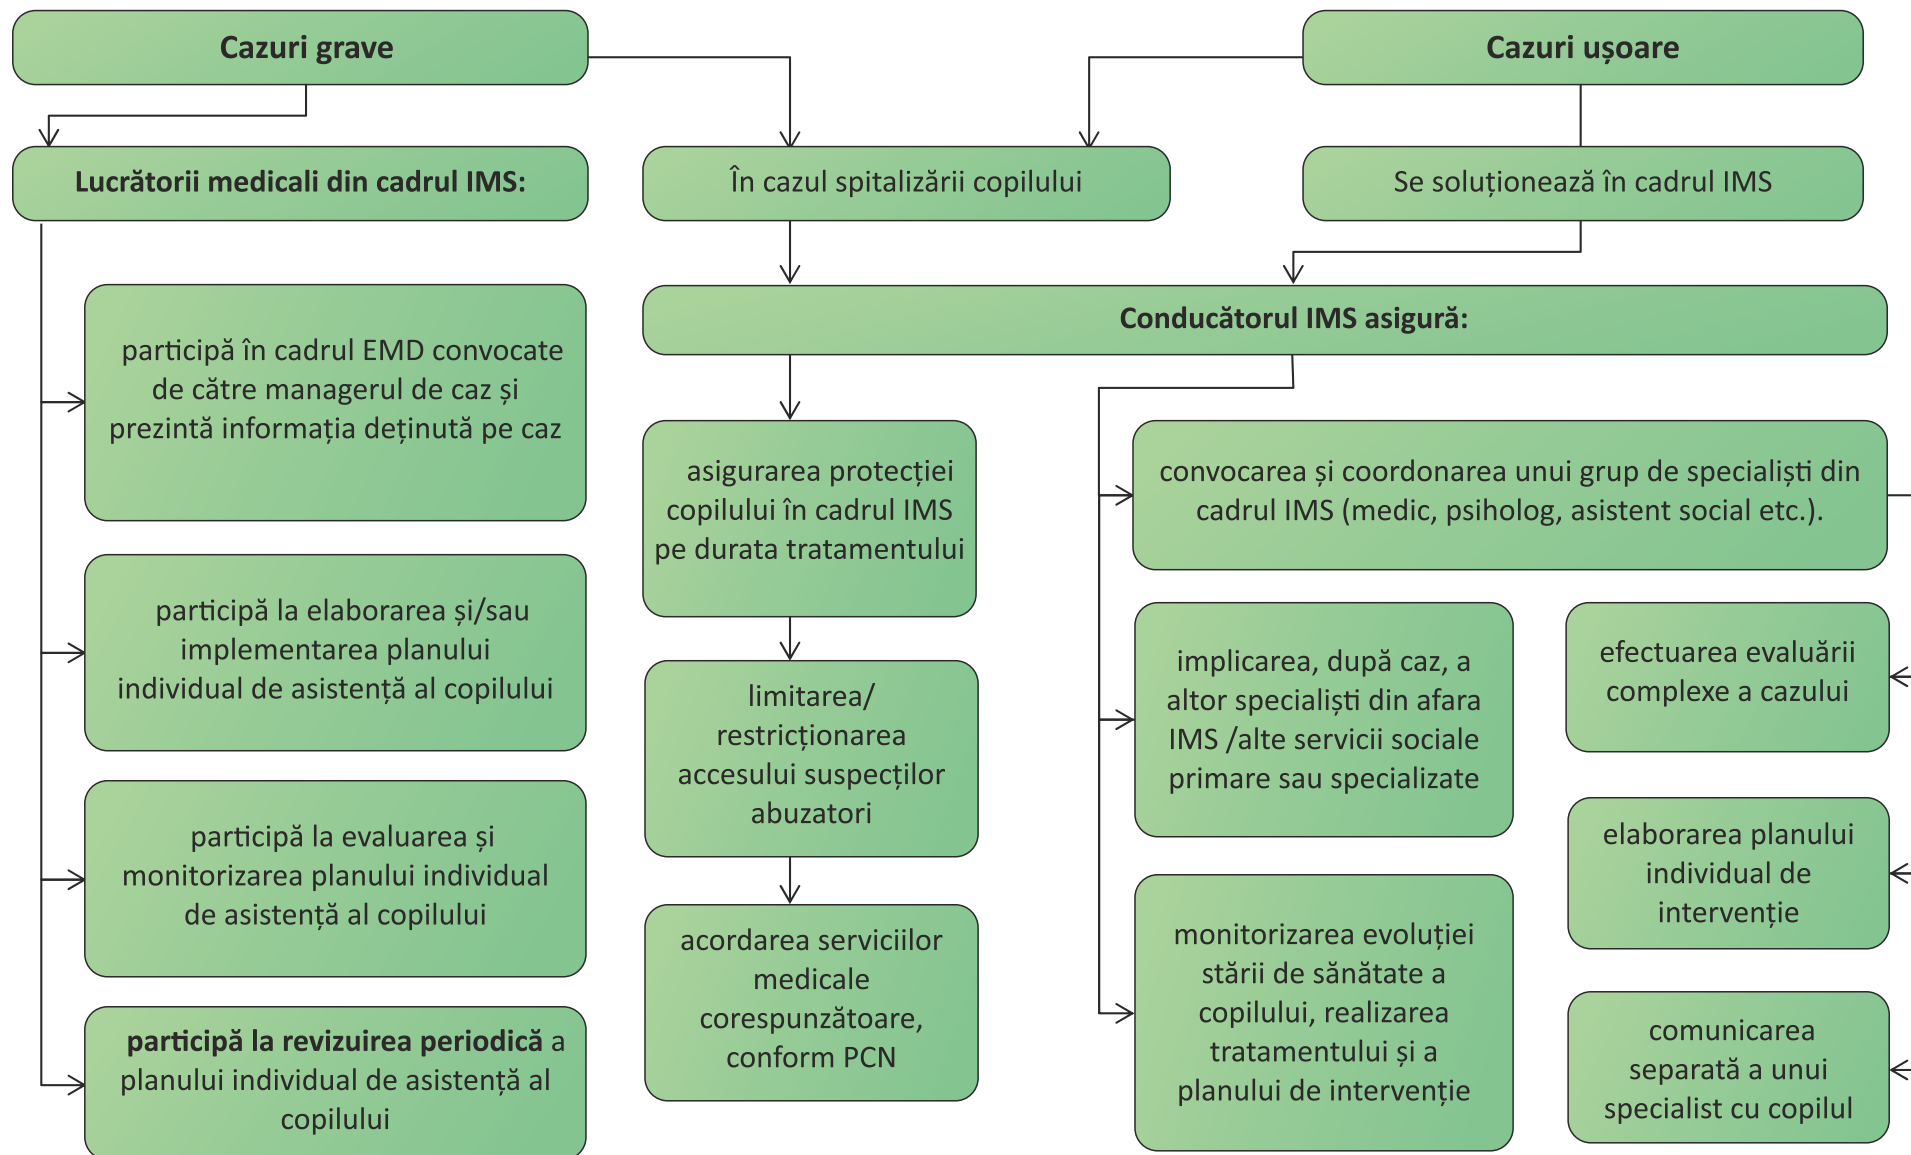 Cazuri grave
Cazuri ușoare
Lucrătorii medicali din cadrul IMS:
În cazul spitalizării copilului
Se soluționează în cadrul IMS
Conducătorul IMS asigură:
participă în cadrul EMD convocate
de către managerul de caz și
prezintă informația deținută pe caz
participă la elaborarea și/sau
implementarea planului
individual de asistență al copilului
participă la evaluarea și
monitorizarea planului individual
de asistență al copilului
participă la revizuirea periodică a
planului individual de asistență al
copilului
asigurarea protecției
copilului în cadrul IMS
pe durata tratamentului
limitarea/
restricționarea
accesului suspecților
abuzatori
acordarea serviciilor
medicale
corespunzătoare,
conform PCN
convocarea și coordonarea unui grup de specialiști din
cadrul IMS (medic, psiholog, asistent social etc.).
implicarea, după caz, a
altor specialiști din afara
IMS /alte servicii sociale
primare sau specializate
monitorizarea evoluției
stării de sănătate a
copilului, realizarea
tratamentului și a
planului de intervenție
efectuarea evaluării
complexe a cazului
elaborarea planului
individual de
intervenție
comunicarea
separată a unui
specialist cu copilul